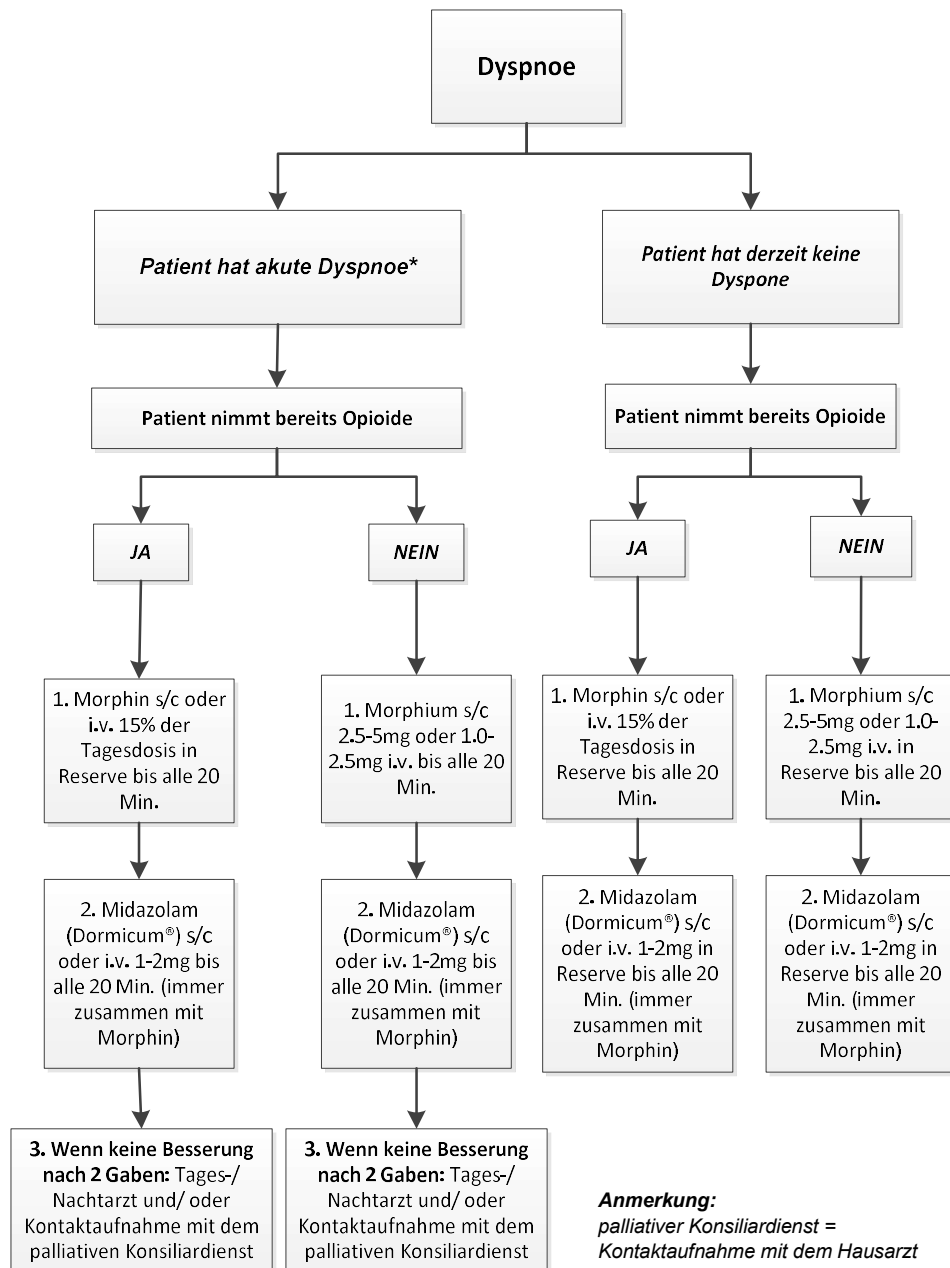 Dyspnoe
Patient hat akute Dyspnoe*
Patient hat derzeit keine
Dyspone
Patient nimmt bereits Opioide
Patient nimmt bereits Opioide
JA
NEIN
JA
NEIN
1. Morphin s/c oder
i.v. 15% der
Tagesdosis in
Reserve bis alle 20
Min.
1. Morphium s/c
2.5-5mg oder 1.0-
2.5mg i.v. bis alle 20
Min.
1. Morphin s/c oder
i.v. 15% der
Tagesdosis in
Reserve bis alle 20
Min.
1. Morphium s/c
2.5-5mg oder 1.0-
2.5mg i.v. in
Reserve bis alle 20
Min.
2. Midazolam
(Dormicum®) s/c
oder i.v. 1-2mg bis
alle 20 Min. (immer
zusammen mit
Morphin)
2. Midazolam
(Dormicum®) s/c
oder i.v. 1-2mg bis
alle 20 Min. (immer
zusammen mit
Morphin)
2. Midazolam
(Dormicum®) s/c
oder i.v. 1-2mg in
Reserve bis alle 20
Min. (immer
zusammen mit
Morphin)
2. Midazolam
(Dormicum®) s/c
oder i.v. 1-2mg in
Reserve bis alle 20
Min. (immer
zusammen mit
Morphin)
3. Wenn keine Besserung
nach 2 Gaben: Tages-/
Nachtarzt und/ oder
Kontaktaufnahme mit dem
palliativen Konsiliardienst
3. Wenn keine Besserung
nach 2 Gaben: Tages-/
Nachtarzt und/ oder
Kontaktaufnahme mit dem
palliativen Konsiliardienst
Anmerkung:
palliativer Konsiliardienst =
Kontaktaufnahme mit dem Hausarzt